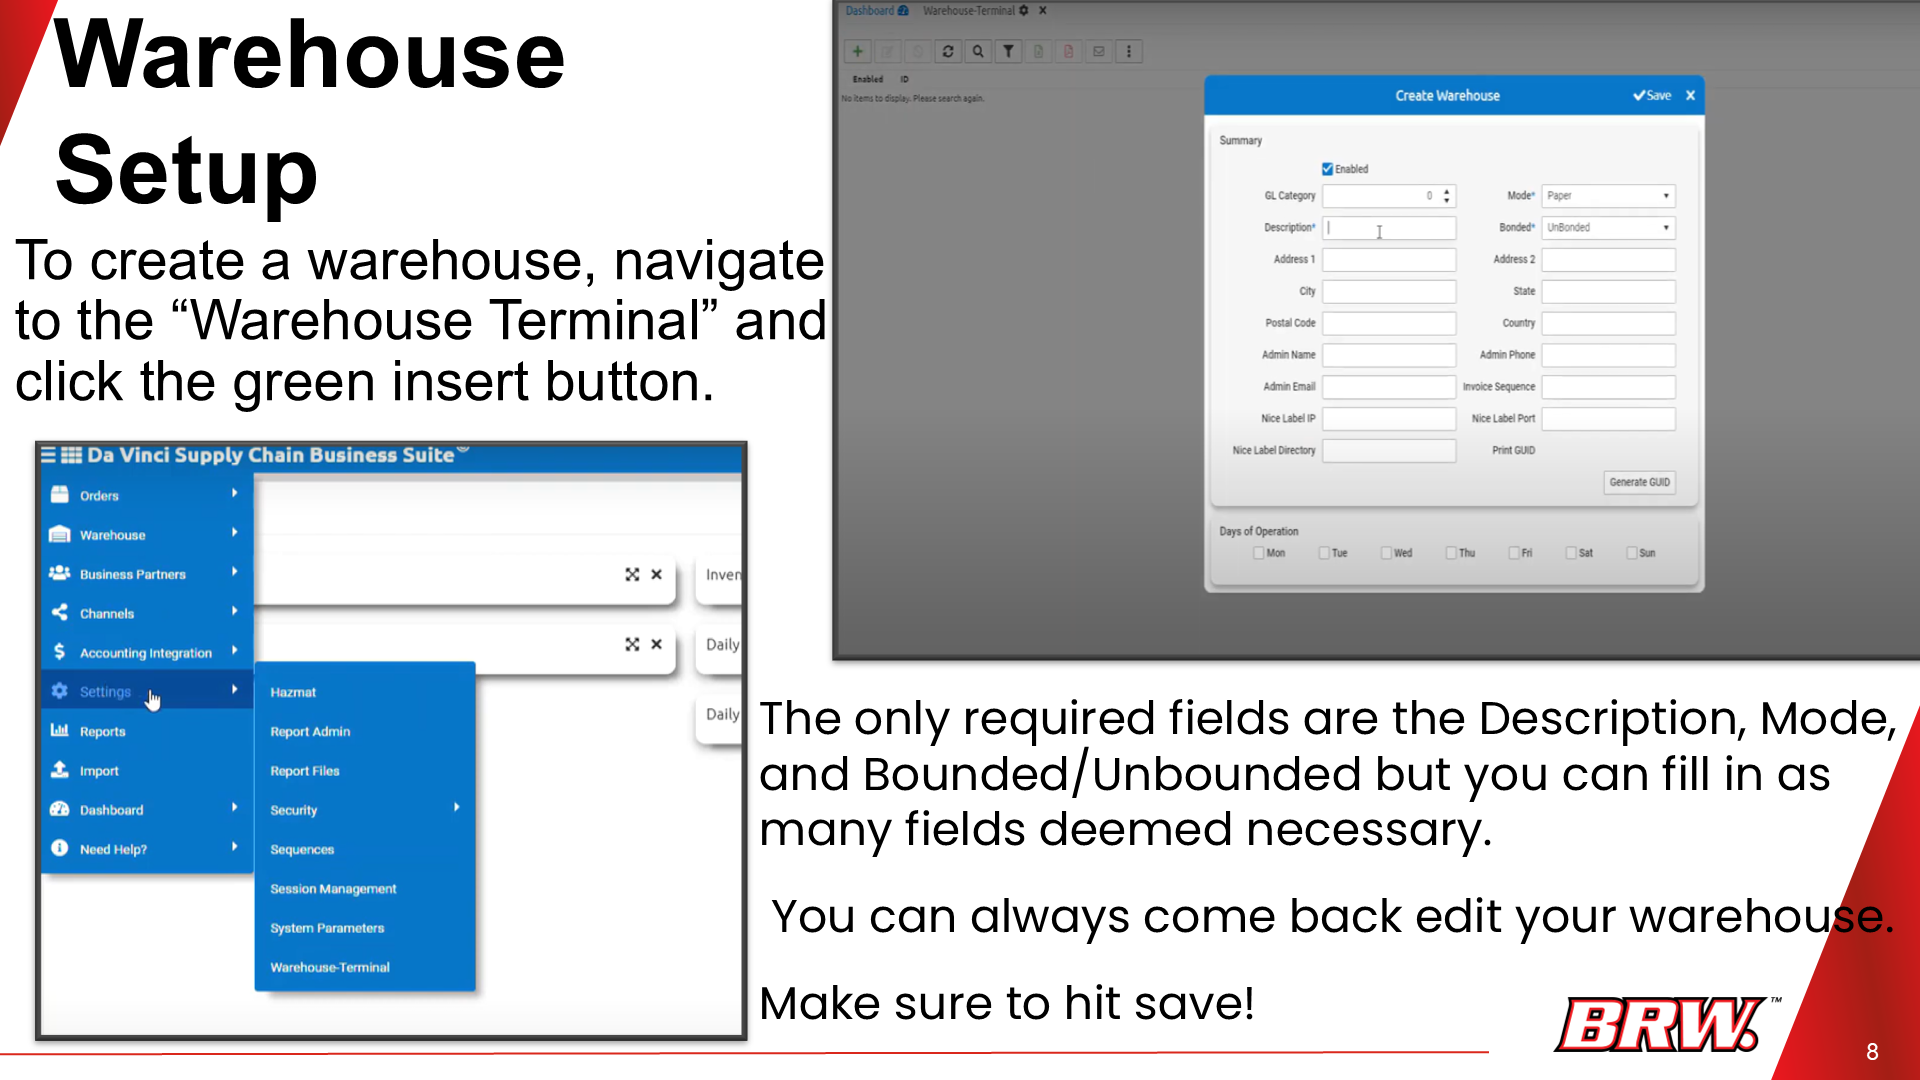 Warehouse
Setup
To create a warehouse, navigate
to the “Warehouse Terminal” and
click the green insert button.
Da Vinci Supply Chain Business Suite®
Orders
Warehouse
Business Partners
Channels
Accounting Integration
Settings
Reports
Import
Dashboard
Need Help?
Hazmat
Report Admin
Report Files
Security
Sequences
Session Management
System Parameters
Warehouse-Terminal
Inven
Daily
Daily
Dashboard Warehouse-Terminal
Enabled ID
No items to display. Please search again.
Create Warehouse Save
Summary
Enabled
GL Category 0 Mode* Paper
Description* Bonded* UnBonded
Address 1 Address 2
City State
Postal Code Country
Admin Name Admin Phone
Admin Email Invoice Sequence
Nice Label IP Nice Label Port
Nice Label Directory Print GUID
Generate GUID
Days of Operation
Mon Tue Wed Thu Fri Sat Sun
The only required fields are the Description, Mode,
and Bounded/Unbounded but you can fill in as
many fields deemed necessary.
You can always come back edit your warehouse.
Make sure to hit save!
BRW.™
8